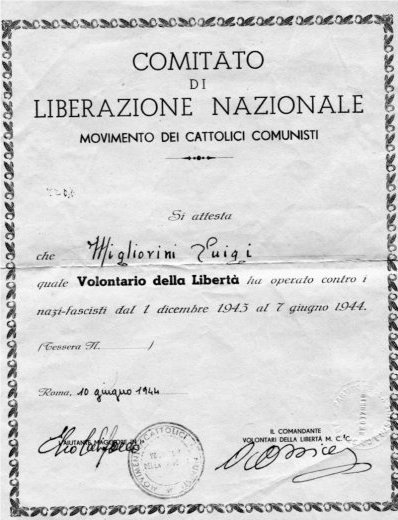 COMITATO
DI
LIBERAZIONE NAZIONALE
MOVIMENTO DEI CATTOLICI COMUNISTI
Si attesta
che Migliorini Luigi
quale Volontario della Libertà ha operato contro i
nazi-fascisti dal 1 dicembre 1943 al 7 giugno 1944.
(Tessera N. )
Roma, 10 giugno 1944
L'AIUTANTE MAGGIORE
IL COMANDANTE
VOLONTARI DELLA LIBERTÀ M. C. C.